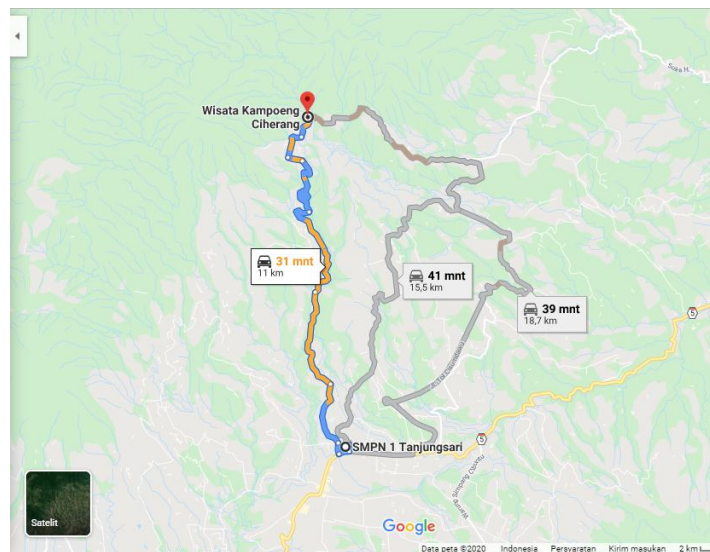 Suka H.
Wisata Kampoeng
Ciherang
31 mnt
11 km
41 mnt
15,5 km
39 mnt
18,7 km
5
SMPN 1 Tanjungsari
5
Satelit
Google
Data peta ©2020 Indonesia Persyaratan Kirim masukan 2 km